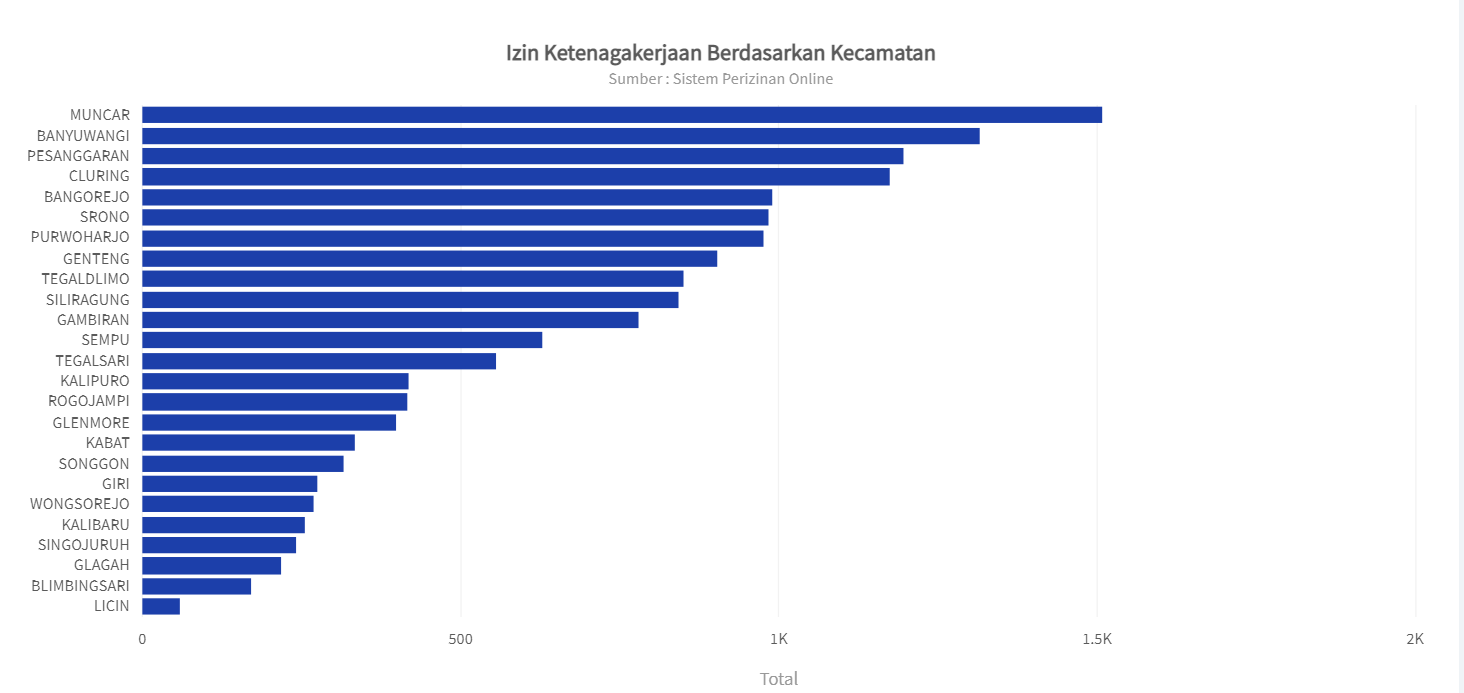 Izin Ketenagakerjaan Berdasarkan Kecamatan
Sumber : Sistem Perizinan Online
MUNCAR
BANYUWANGI
PESANGGARAN
CLURING
BANGOREJO
SRONO
PURWOHARJO
GENTENG
TEGALDLIMO
SILIRAGUNG
GAMBIRAN
SEMPU
TEGALSARI
KALIPURO
ROGOJAMPI
GLENMORE
KABAT
SONGGON
GIRI
WONGSOREJO
KALIBARU
SINGOJURUH
GLAGAH
BLIMBINGSARI
LICIN
0 500 1K 1.5K 2K
Total